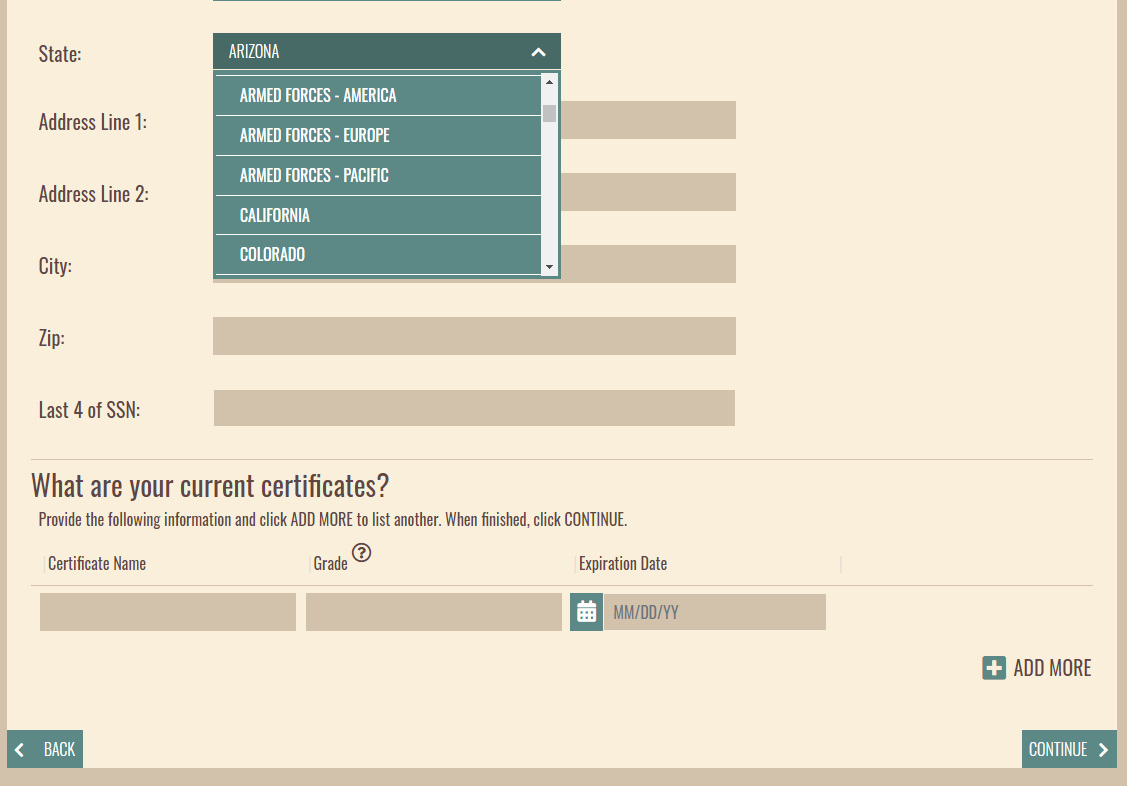 State:
ARIZONA
ARMED FORCES - AMERICA
ARMED FORCES - EUROPE
ARMED FORCES - PACIFIC
CALIFORNIA
COLORADO
Address Line 1:
Address Line 2:
City:
Zip:
Last 4 of SSN:
What are your current certificates?
Provide the following information and click ADD MORE to list another. When finished, click CONTINUE.
Certificate Name
Grade ?
Expiration Date
MM/DD/YY
ADD MORE
BACK
CONTINUE